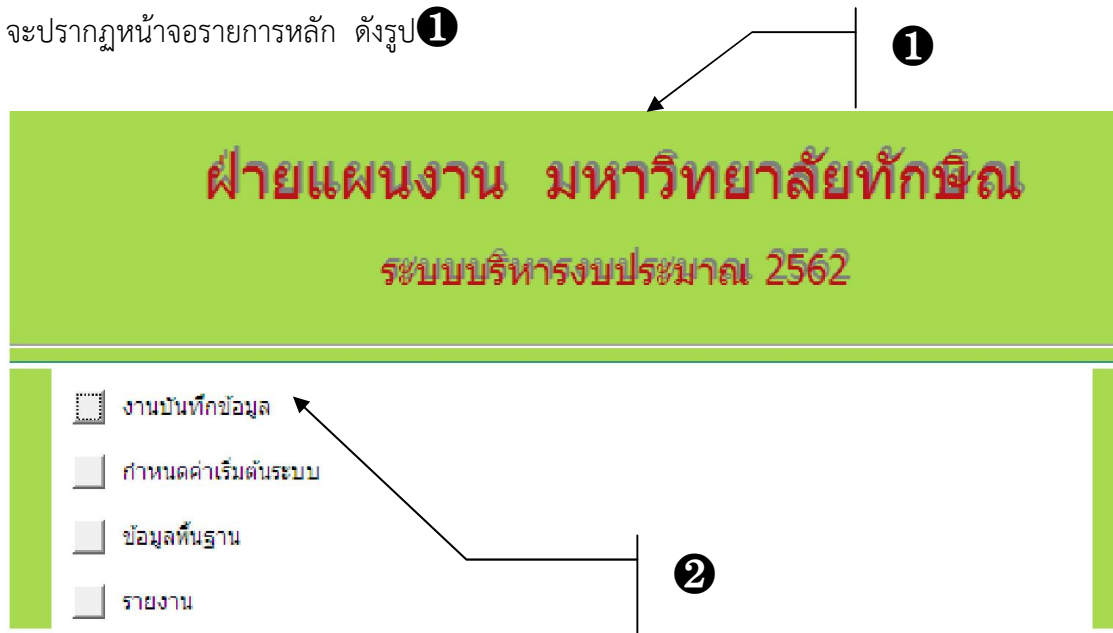 จะปรากฏหน้าจอรายการหลัก ดังรูป❶
❶
ฝ่ายแผนงาน มหาวิทยาลัยทักษิณ
ระบบบริหารงบประมาณ 2562
งานบันทึกข้อมูล
กำหนดค่าเริ่มต้นระบบ
ข้อมูลพื้นฐาน
❷
รายงาน